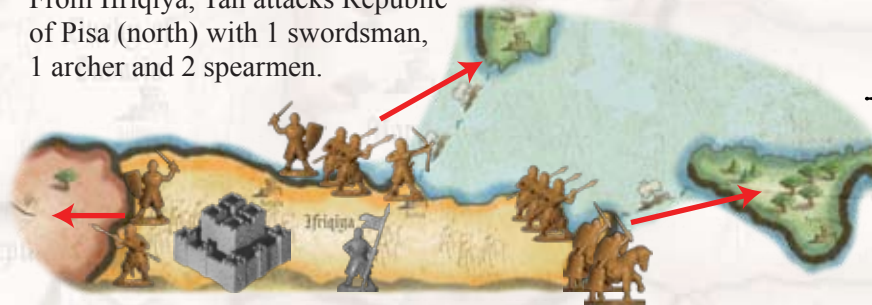 From Ifriqiya, Yan attacks Republic
of Pisa (north) with 1 swordsman,
1 archer and 2 spearmen.
Ifriqiya